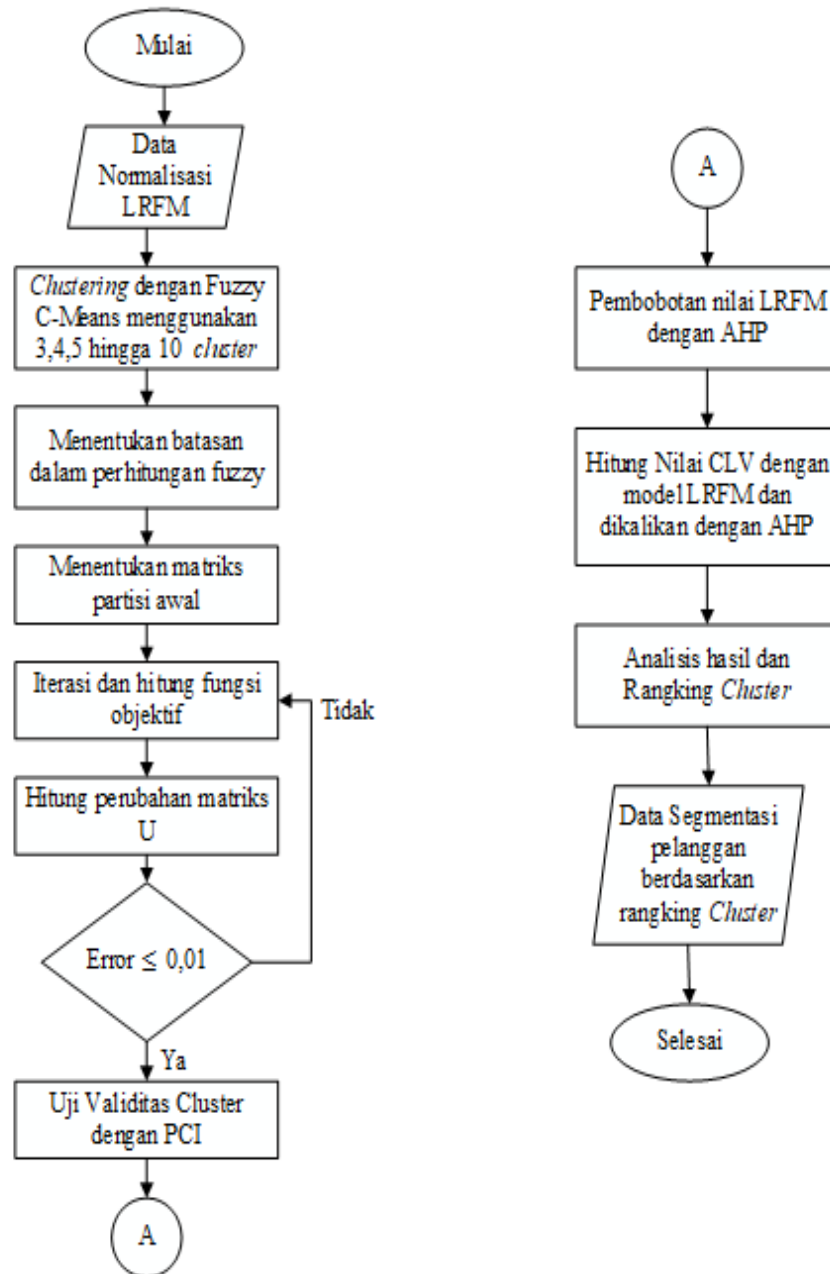 Mulai
Data
Normalisasi
LRFM
Clustering dengan Fuzzy
C-Means menggunakan
3,4,5 hingga 10 cluster
Menentukan batasan
dalam perhitungan fuzzy
Menentukan matriks
partisi awal
Iterasi dan hitung fungsi
objektif
Tidak
Hitung perubahan matriks
U
Error ≤ 0,01
Ya
Uji Validitas Cluster
dengan PCI
A
A
Pembobotan nilai LRFM
dengan AHP
Hitung Nilai CLV dengan
model LRFM dan
dikalikan dengan AHP
Analisis hasil dan
Rangking Cluster
Data Segmentasi
pelanggan
berdasarkan
rangking Cluster
Selesai